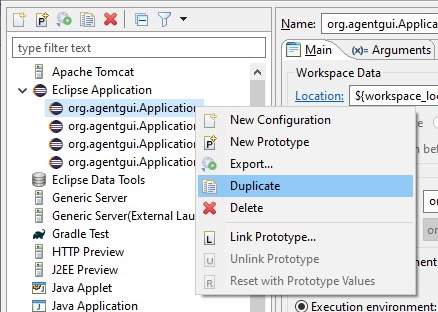 Name: org.agentgui.Applica
type filter text
Main
Arguments
Apache Tomcat
Eclipse Application
org.agentgui.Application
org.agentgui.Application
org.agentgui.Application
org.agentgui.Application
Eclipse Data Tools
Generic Server
Generic Server(External Lau
Gradle Test
HTTP Preview
J2EE Preview
Java Applet
Java Application
Workspace Data
Location: ${workspace_loc
New Configuration
New Prototype
Export...
Duplicate
Delete
Link Prototype...
Unlink Prototype
Reset with Prototype Values
Execution environment: